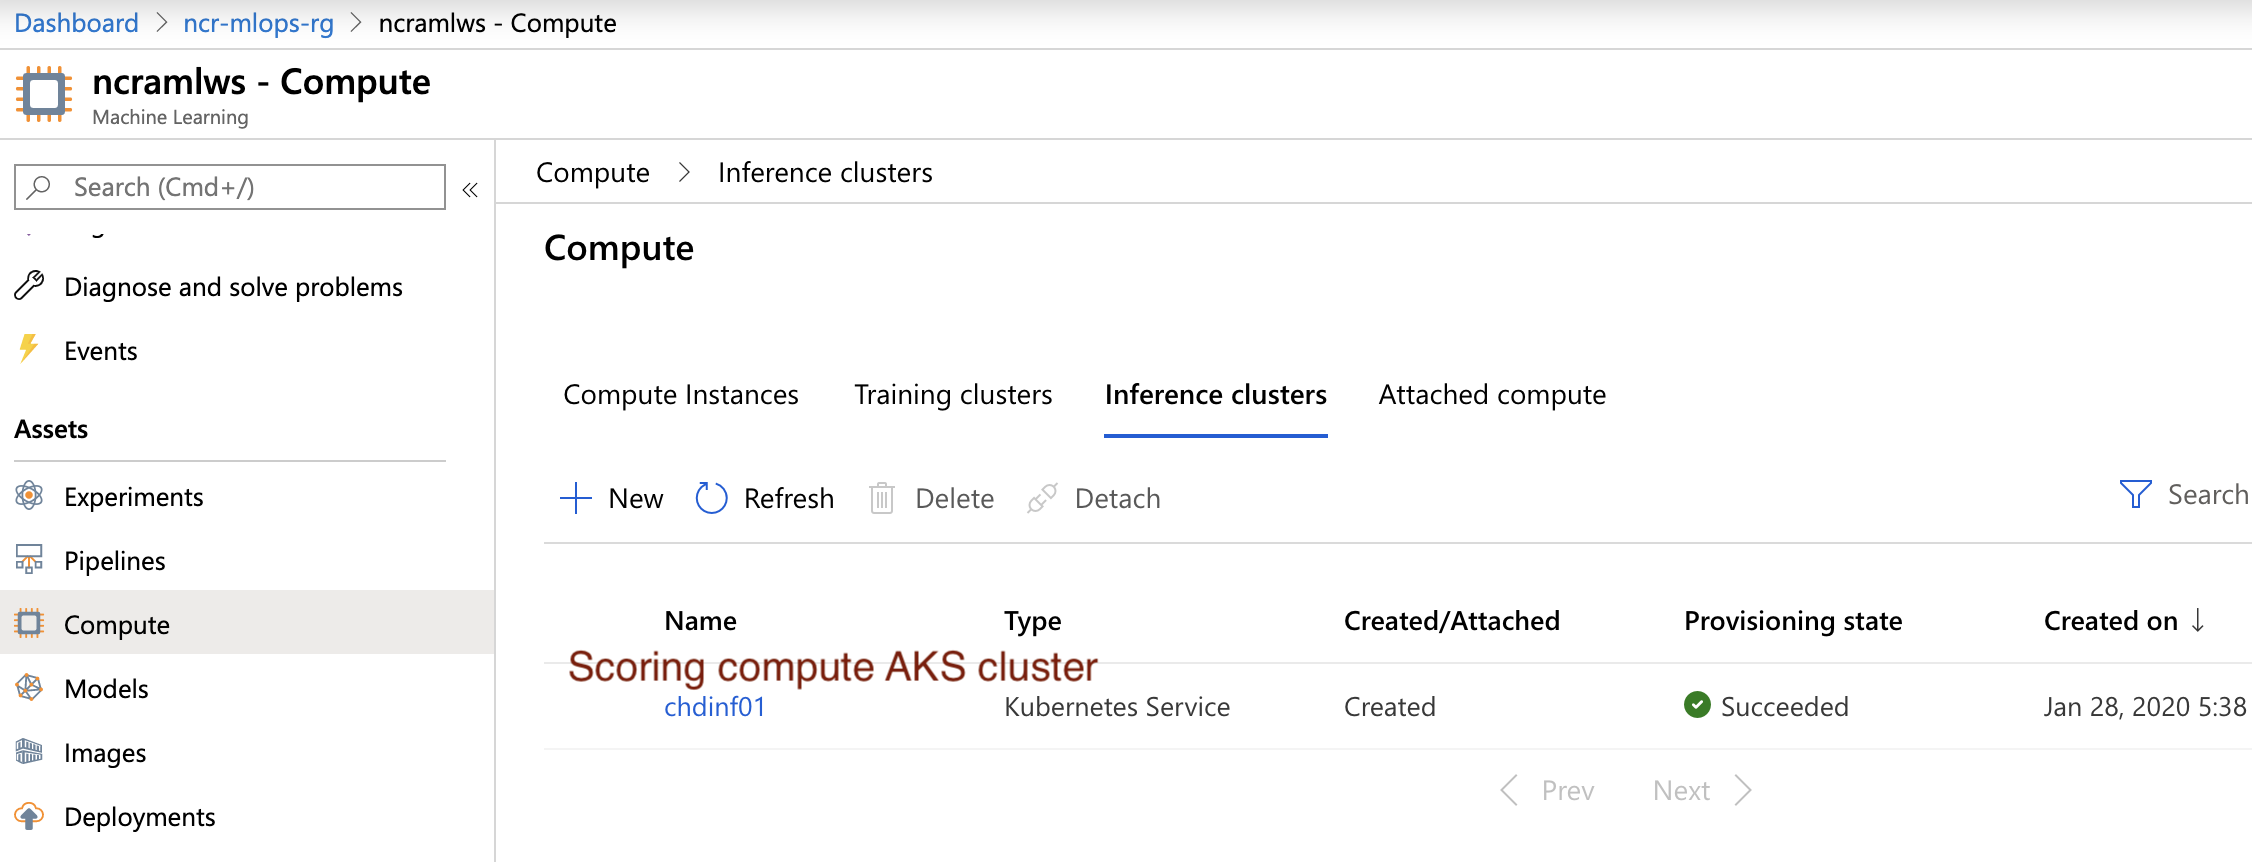 Dashboard > ncr-mlops-rg > ncramlws - Compute
ncramlws - Compute
Machine Learning
Search (Cmd+/)
«
Diagnose and solve problems
Events
Assets
Experiments
Pipelines
Compute
Models
Images
Deployments
Compute > Inference clusters
Compute
Compute Instances Training clusters Inference clusters Attached compute
New Refresh Delete Detach Search
Name Type Created/Attached Provisioning state Created on ↓
Scoring compute AKS cluster
chdinf01 Kubernetes Service Created Succeeded Jan 28, 2020 5:38
< Prev Next >